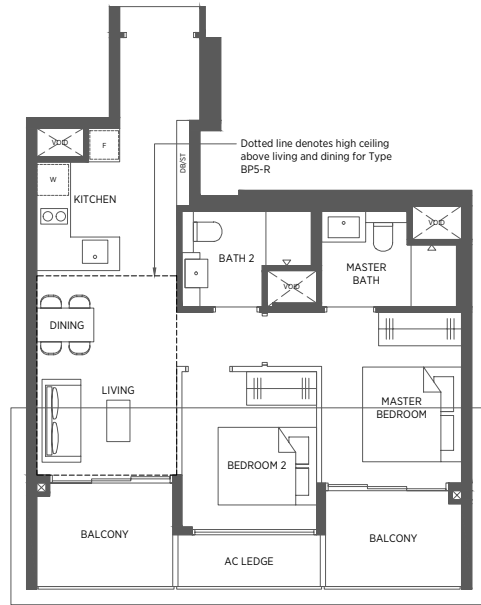 VOID
F
Dotted line denotes high ceiling
above living and dining for Type
BP5-R
DB/ST
W
KITCHEN
VOID
BATH 2
MASTER
BATH
VOID
DINING
LIVING
MASTER
BEDROOM
BEDROOM 2
BALCONY
BALCONY
AC LEDGE